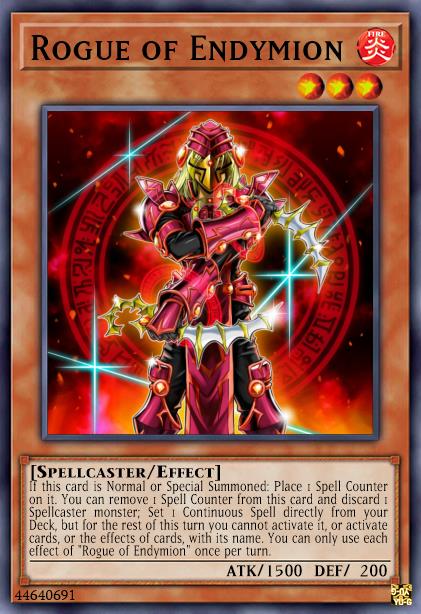 Rogue of Endymion
FIRE
炎
[Spellcaster/Effect]
If this card is Normal or Special Summoned: Place 1 Spell Counter
on it. You can remove 1 Spell Counter from this card and discard 1
Spellcaster monster; Set 1 Continuous Spell directly from your
Deck, but for the rest of this turn you cannot activate it, or activate
cards, or the effects of cards, with its name. You can only use each
effect of "Rogue of Endymion" once per turn.
ATK/1500 DEF/ 200
44640691